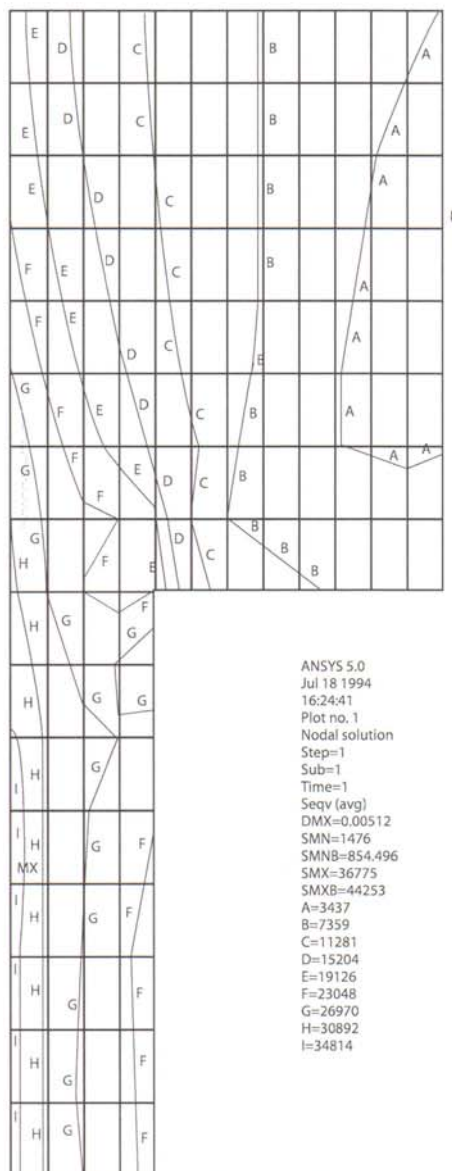 E D C B A
E D C B A
E D C B A
F E D C B A
F E D C E A
G F E D C B A
G F F E D C B A A
G H F E D C B B B
H G F G
H G G
I H G
I H G F
MX
I H G F
I H G F
I H G F
I H G F
ANSYS 5.0
Jul 18 1994
16:24:41
Plot no. 1
Nodal solution
Step=1
Sub=1
Time=1
Seqv (avg)
DMX=0.00512
SMN=1476
SMNB=854.496
SMX=36775
SMXB=44253
A=3437
B=7359
C=11281
D=15204
E=19126
F=23048
G=26970
H=30892
I=34814